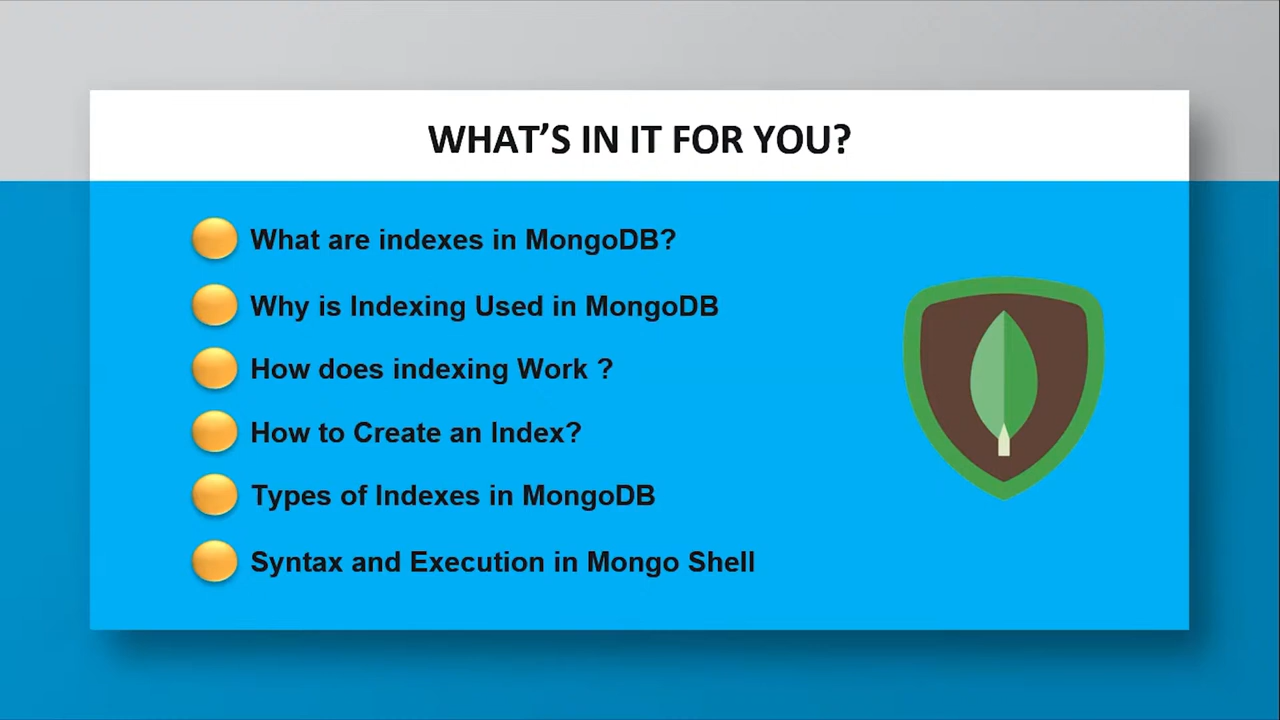 WHAT’S IN IT FOR YOU?
What are indexes in MongoDB?
Why is Indexing Used in MongoDB
How does indexing Work ?
How to Create an Index?
Types of Indexes in MongoDB
Syntax and Execution in Mongo Shell